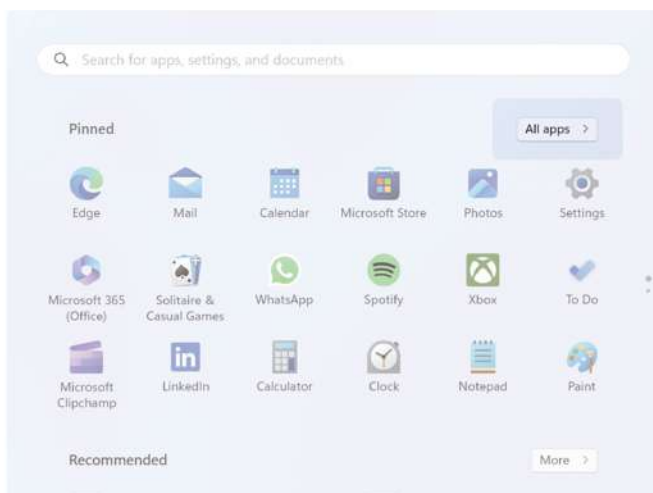 Search for apps, settings, and documents
Pinned
All apps >
Edge
Mail
Calendar
Microsoft Store
Photos
Settings
Microsoft 365
(Office)
Solitaire &
Casual Games
WhatsApp
Spotify
Xbox
To Do
Microsoft
Clipchamp
in
LinkedIn
Calculator
Clock
Notepad
Paint
Recommended
More >